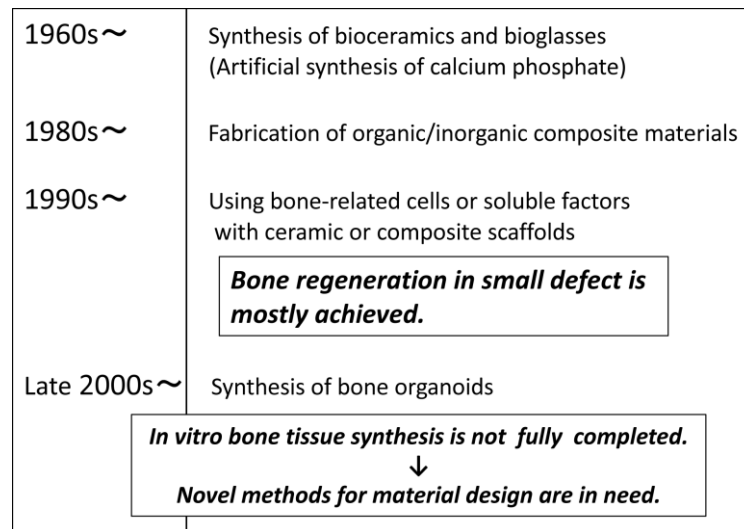 1960s～ Synthesis of bioceramics and bioglasses
(Artificial synthesis of calcium phosphate)
1980s～ Fabrication of organic/inorganic composite materials
1990s～ Using bone-related cells or soluble factors
with ceramic or composite scaffolds
Bone regeneration in small defect is
mostly achieved.
Late 2000s～ Synthesis of bone organoids
In vitro bone tissue synthesis is not fully completed.
↓
Novel methods for material design are in need.